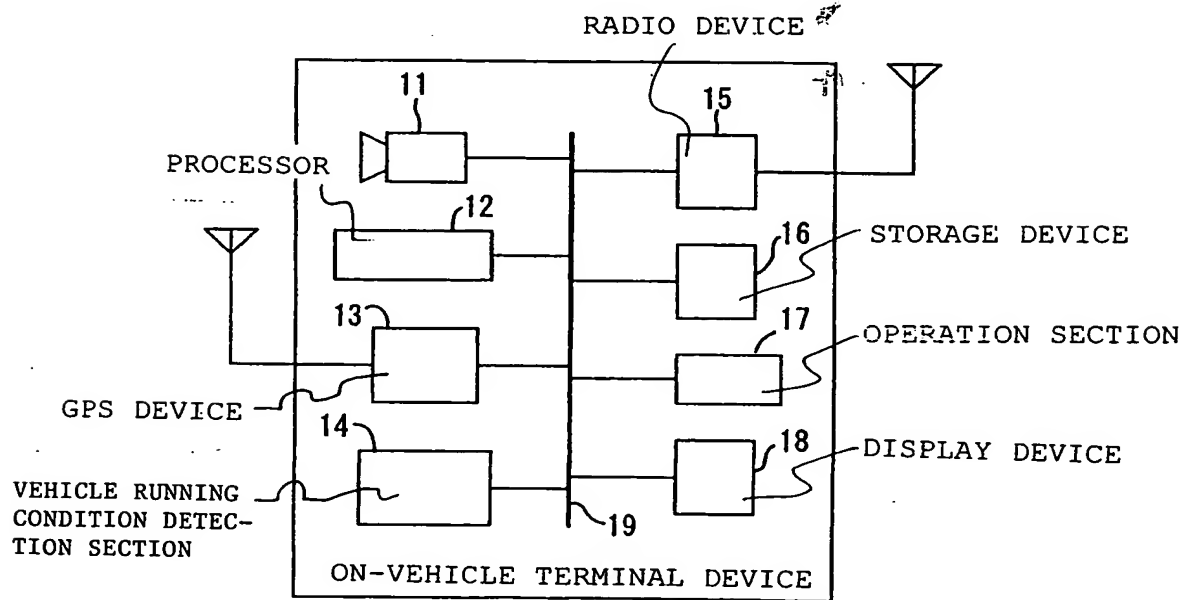 RADIO DEVICE
11
15
PROCESSOR
12
16
STORAGE DEVICE
13
17
OPERATION SECTION
GPS DEVICE
14
18
DISPLAY DEVICE
VEHICLE RUNNING
CONDITION DETEC-
TION SECTION
19
ON-VEHICLE TERMINAL DEVICE